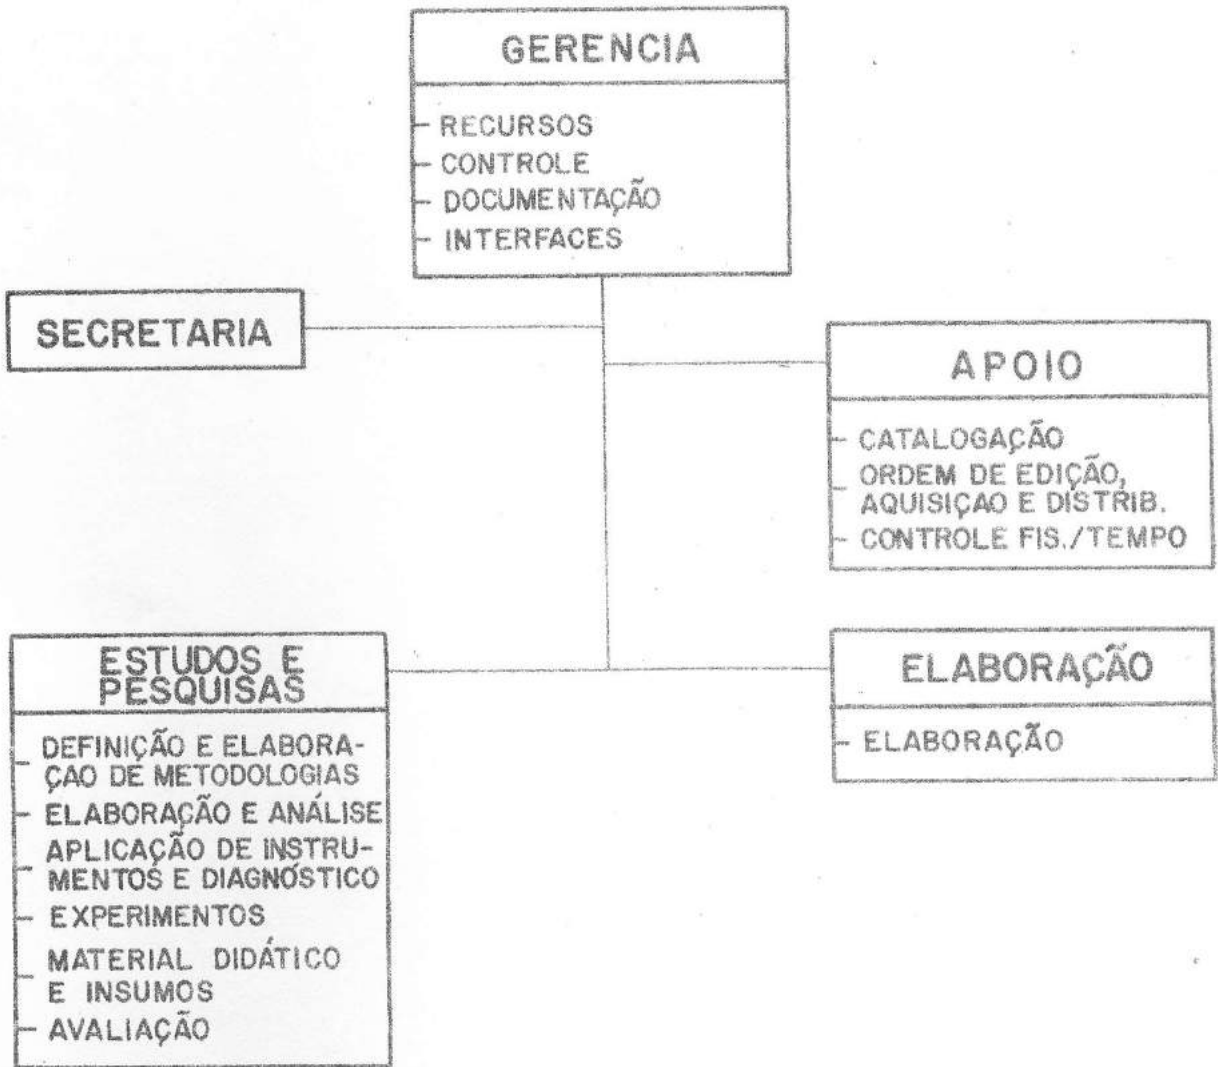 GERENCIA
- RECURSOS
- CONTROLE
- DOCUMENTAÇÃO
- INTERFACES
SECRETARIA
APOIO
- CATALOGAÇÃO
- ORDEM DE EDIÇÃO,
AQUISIÇAO E DISTRIB.
- CONTROLE FIS./TEMPO
ESTUDOS E
PESQUISAS
- DEFINIÇÃO E ELABORA-
ÇAO DE METODOLOGIAS
- ELABORAÇÃO E ANÁLISE
- APLICAÇÃO DE INSTRU-
MENTOS E DIAGNÓSTICO
- EXPERIMENTOS
- MATERIAL DIDÁTICO
E INSUMOS
- AVALIAÇÃO
ELABORAÇÃO
- ELABORAÇÃO